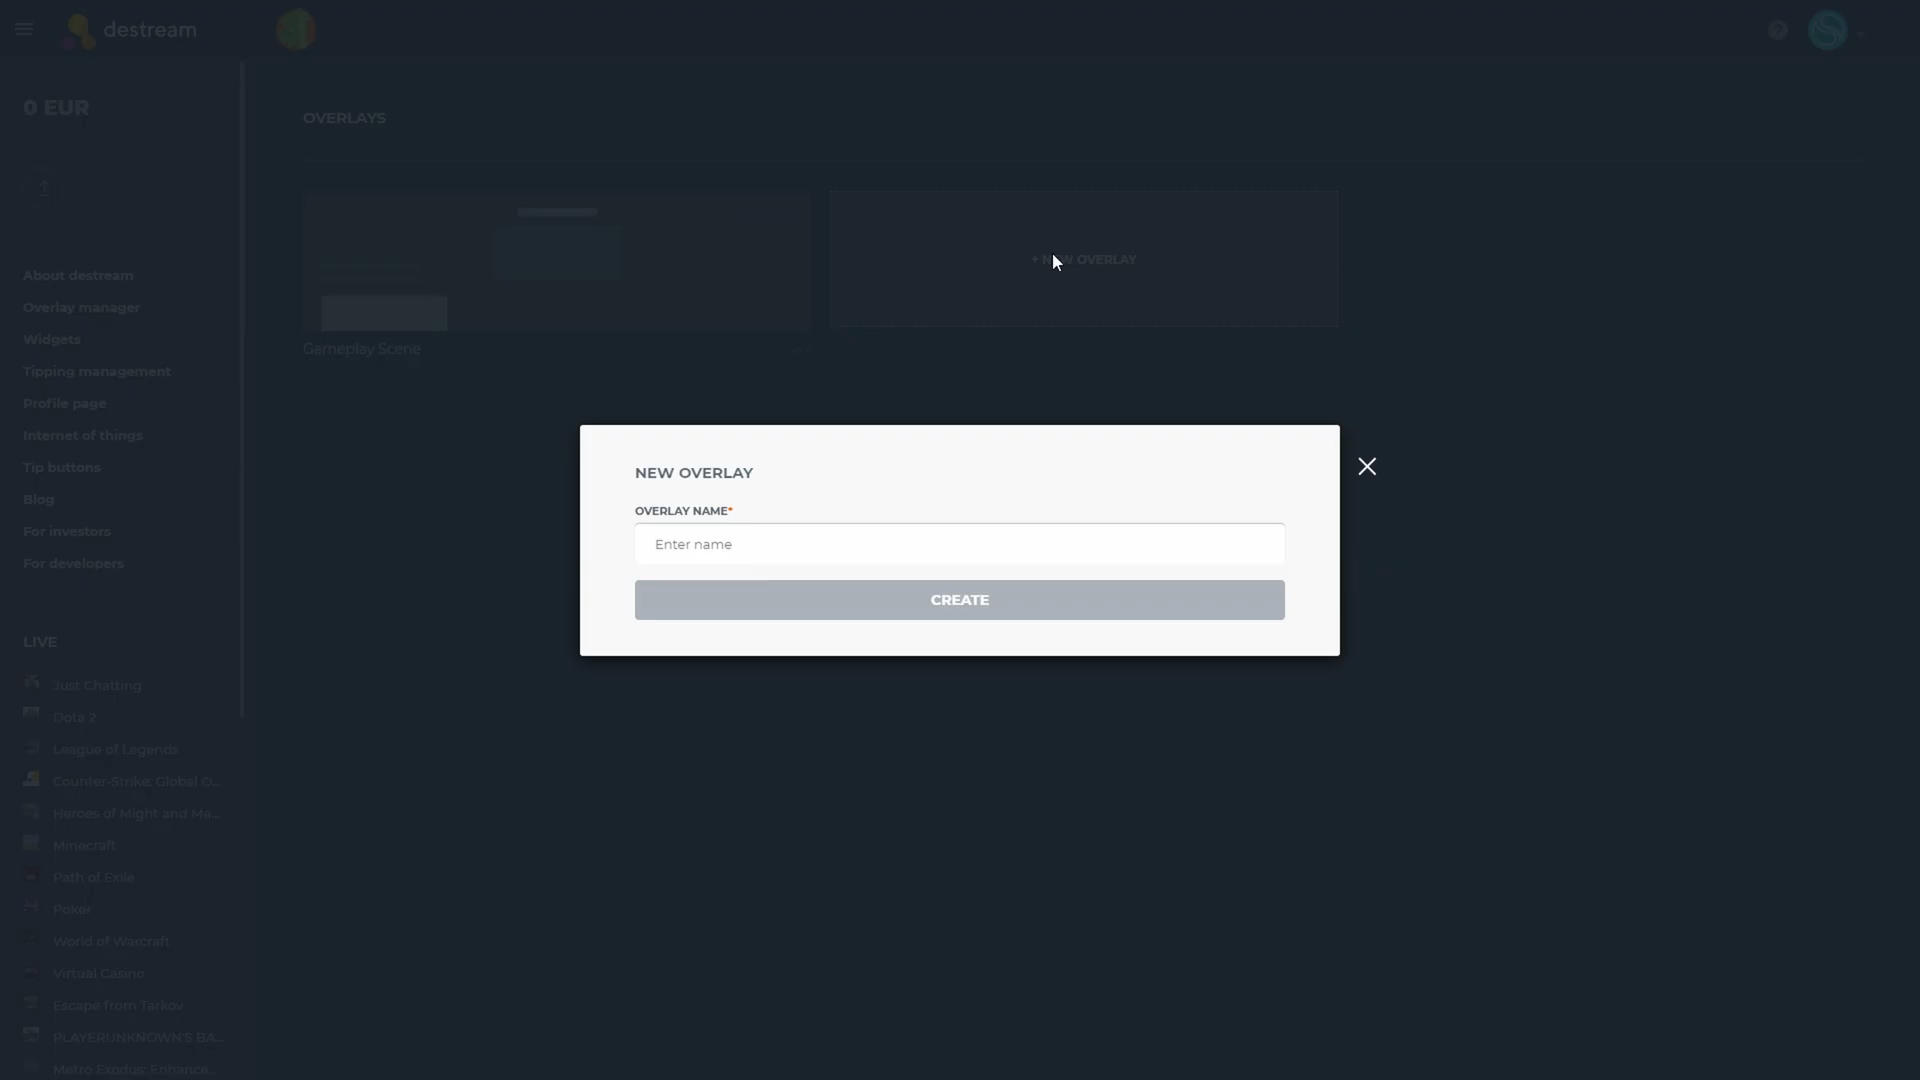 destream
0 EUR
OVERLAYS
+ NEW OVERLAY
Gameplay Scene
About destream
Overlay manager
Widgets
Tipping management
Profile page
Internet of things
Tip buttons
Blog
For investors
For developers
NEW OVERLAY
OVERLAY NAME*
Enter name
CREATE
LIVE
Just Chatting
Dota 2
League of Legends
Counter-Strike: Global O...
Heroes of Might and Ma...
Minecraft
Path of Exile
Poker
World of Warcraft
Virtual Casino
Escape from Tarkov
PLAYERUNKNOWN'S BA...
Metro Exodus: Enhance...